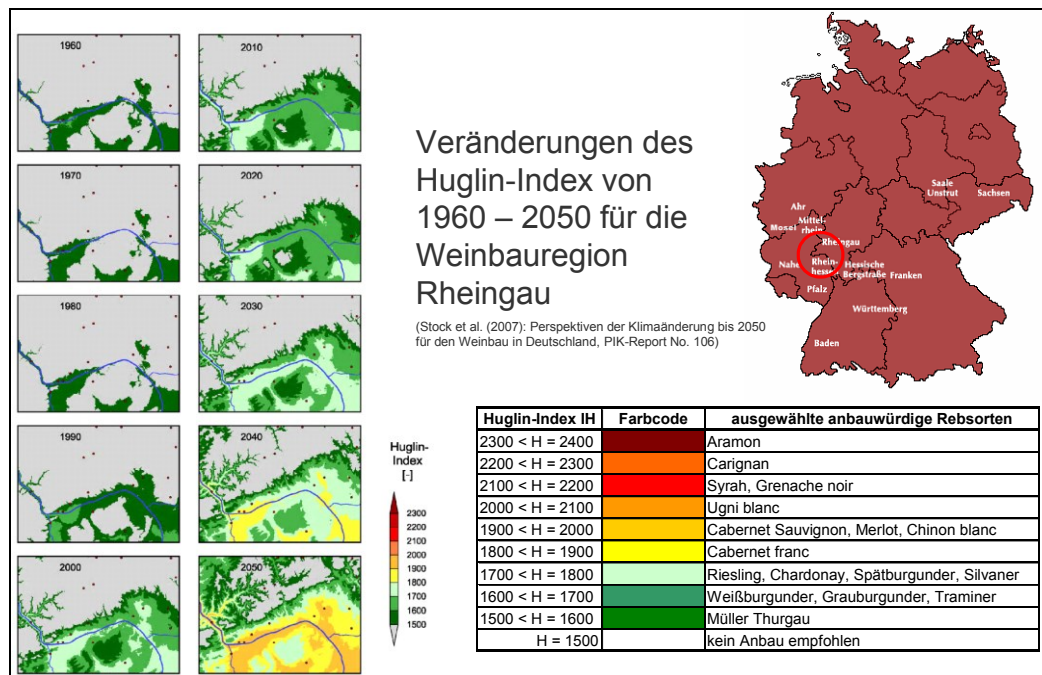 1960
2010
1970
2020
1980
2030
1990
2040
2000
2050
Huglin-
Index
[-]
2300
2200
2100
2000
1900
1800
1700
1600
1500
Veränderungen des
Huglin-Index von
1960 – 2050 für die
Weinbauregion
Rheingau
(Stock et al. (2007): Perspektiven der Klimaänderung bis 2050
für den Weinbau in Deutschland, PIK-Report No. 106)
Saale
Unstrut
Sachsen
Ahr
Mittel-
rhein
Mosel
Rheingau
Nahe
Rhein-
hessen
Hessische
Bergstraße
Franken
Pfalz
Württemberg
Baden
Huglin-Index IH Farbcode ausgewählte anbauwürdige Rebsorten
2300 < H = 2400 Aramon
2200 < H = 2300 Carignan
2100 < H = 2200 Syrah, Grenache noir
2000 < H = 2100 Ugni blanc
1900 < H = 2000 Cabernet Sauvignon, Merlot, Chinon blanc
1800 < H = 1900 Cabernet franc
1700 < H = 1800 Riesling, Chardonay, Spätburgunder, Silvaner
1600 < H = 1700 Weißburgunder, Grauburgunder, Traminer
1500 < H = 1600 Müller Thurgau
H = 1500 kein Anbau empfohlen